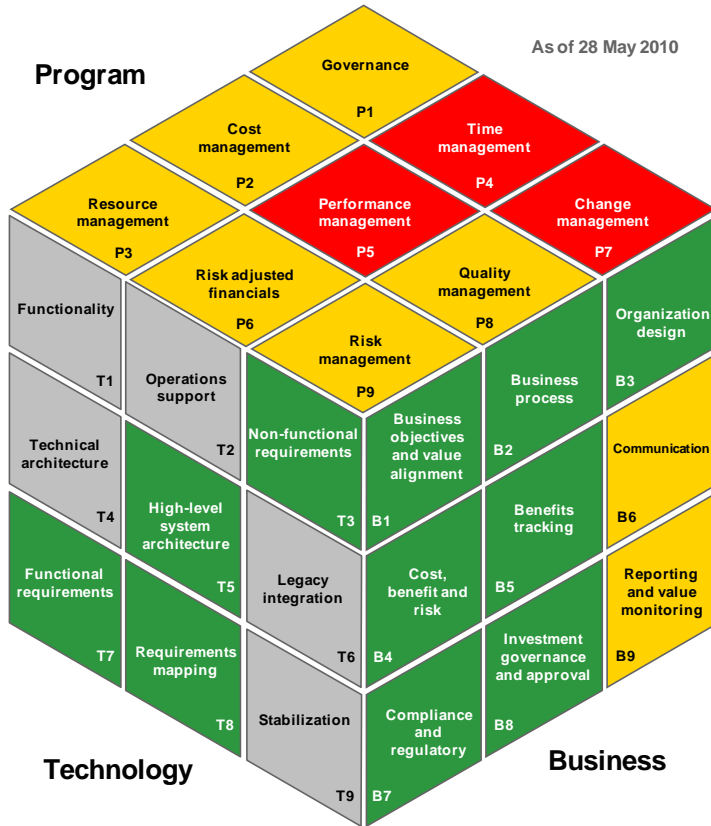 As of 28 May 2010
Program
Governance
P1
Cost
management
P2
Time
management
P4
Resource
management
P3
Performance
management
P5
Change
management
P7
Risk adjusted
financials
P6
Quality
management
P8
Risk
management
P9
Functionality
T1
Operations
support
T2
Non-functional
requirements
T3
Technical
architecture
T4
High-level
system
architecture
T5
Legacy
integration
T6
Functional
requirements
T7
Requirements
mapping
T8
Stabilization
T9
Business
objectives
and value
alignment
B1
Business
process
B2
Organization
design
B3
Cost,
benefit and
risk
B4
Benefits
tracking
B5
Communication
B6
Compliance
and
regulatory
B7
Investment
governance
and approval
B8
Reporting
and value
monitoring
B9
Technology
Business